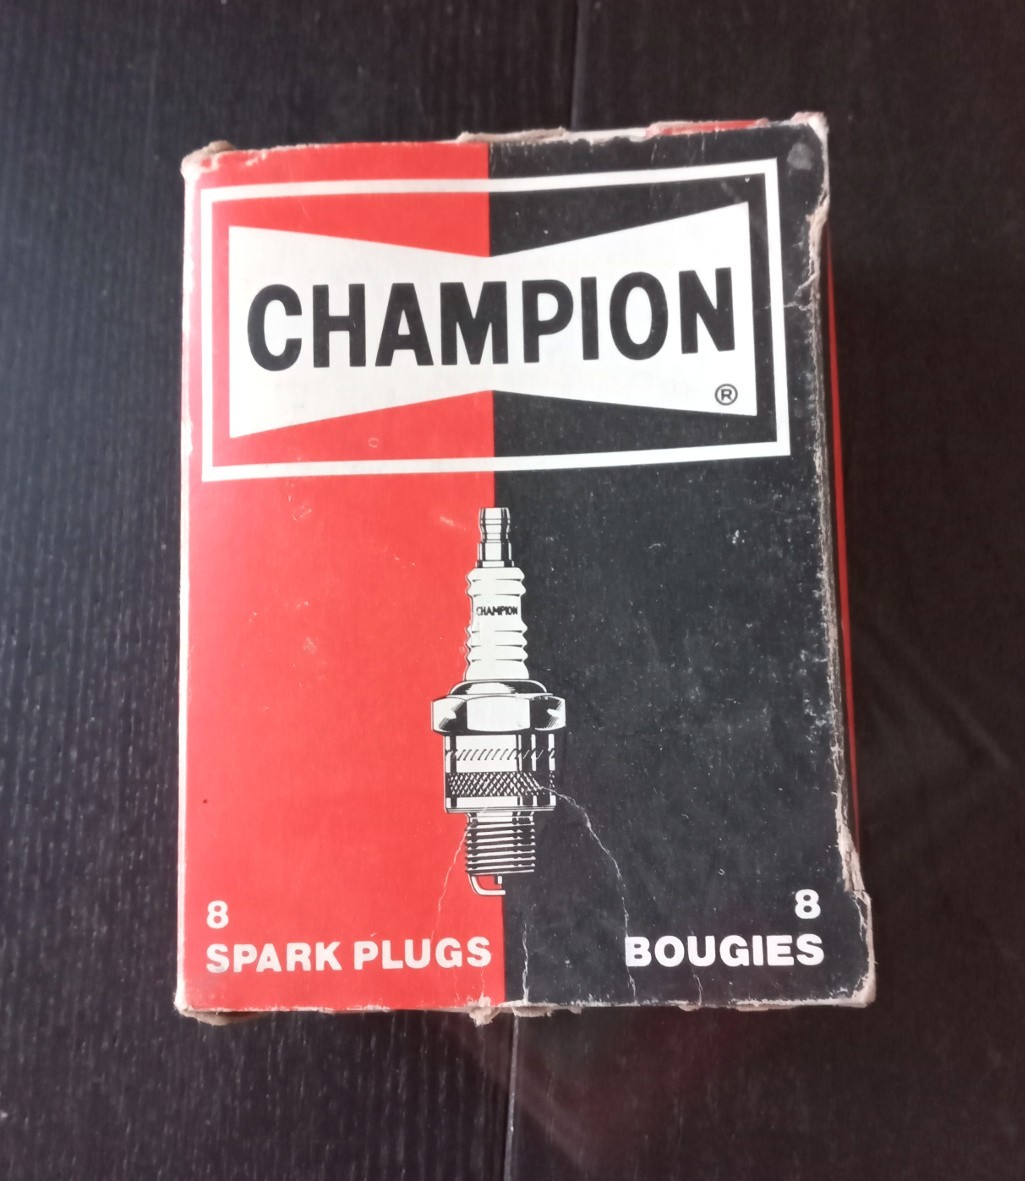 CHAMPION
®
CHAMPION
8
SPARK PLUGS
8
BOUGIES